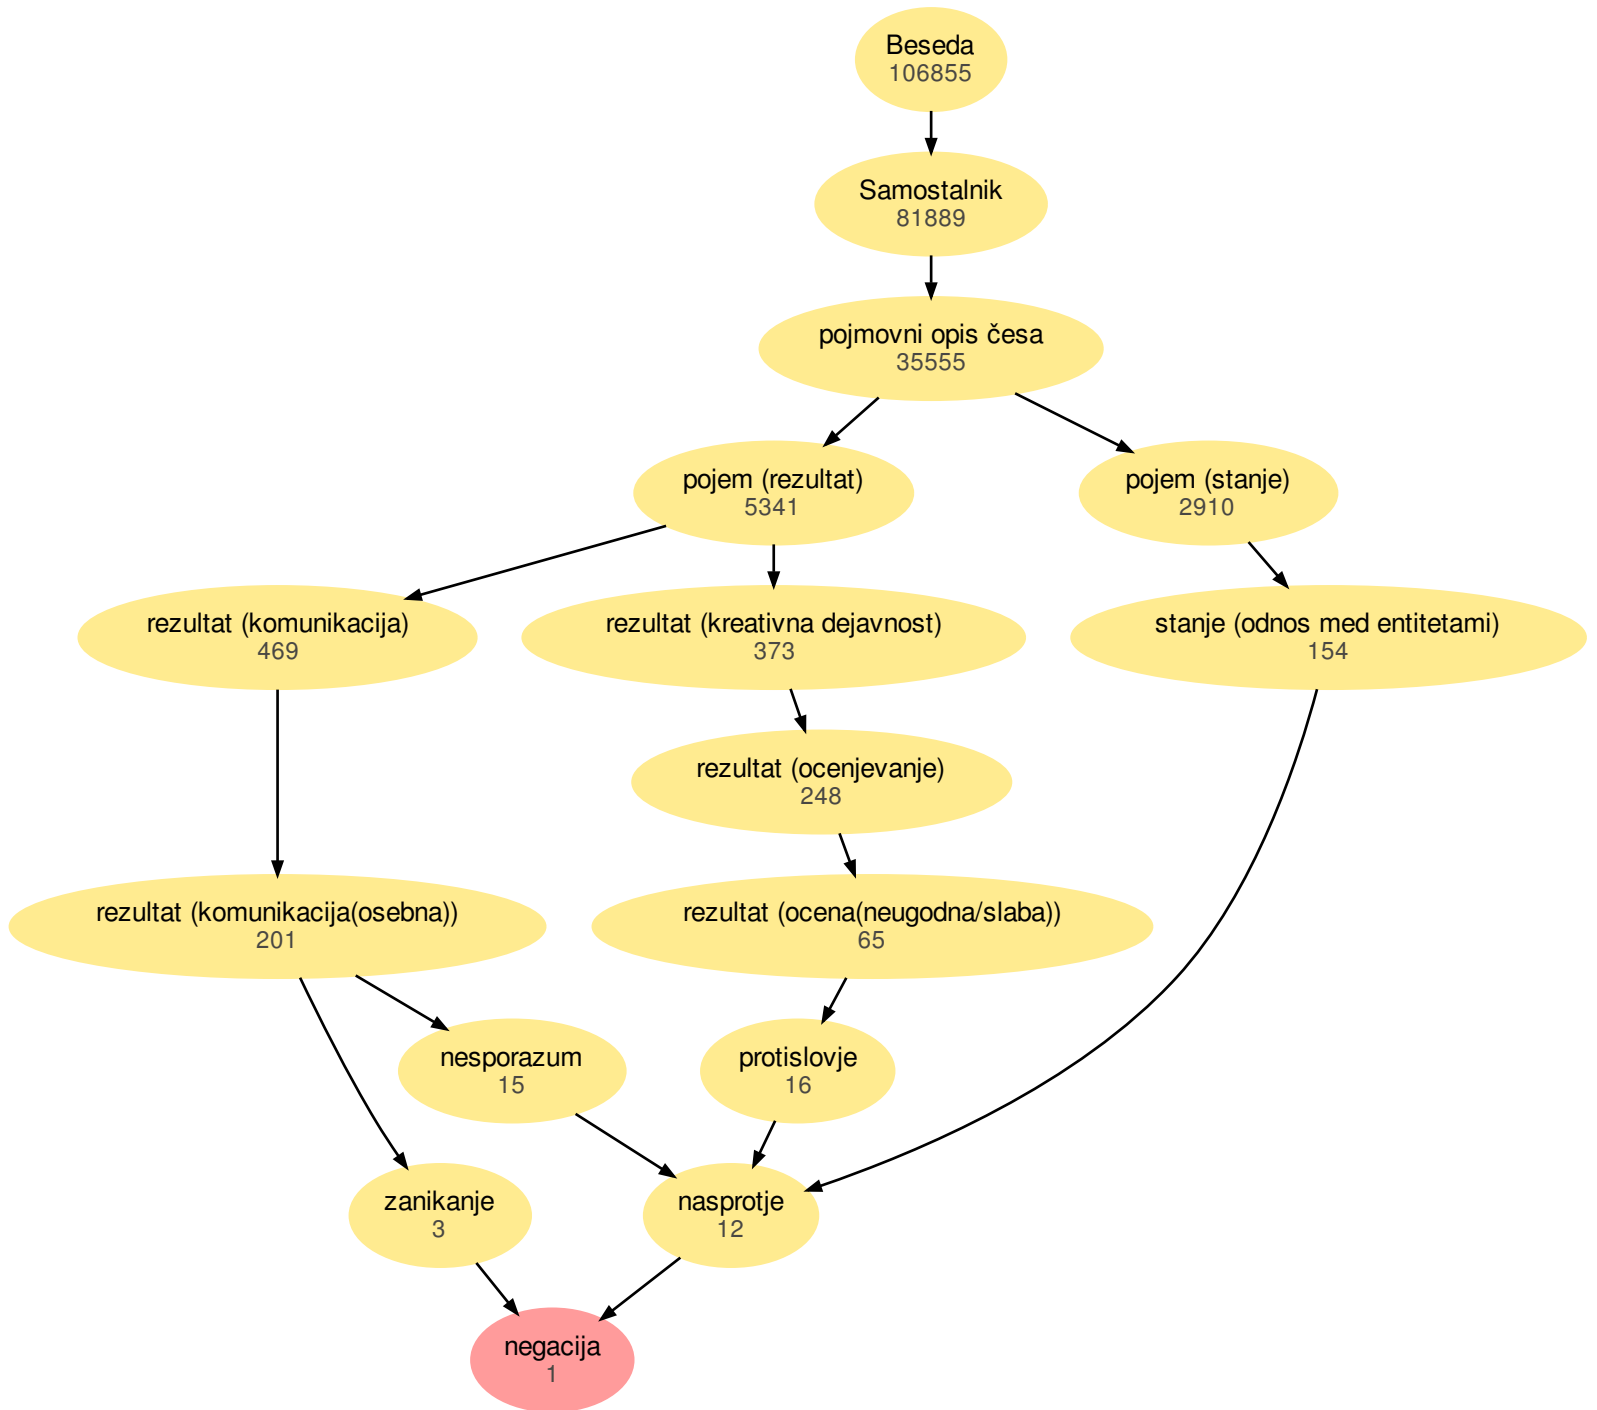 Beseda
106855
Samostalnik
81889
pojmovni opis česa
35555
pojem (rezultat)
5341
pojem (stanje)
2910
rezultat (komunikacija)
469
rezultat (kreativna dejavnost)
373
stanje (odnos med entitetami)
154
rezultat (ocenjevanje)
248
rezultat (komunikacija(osebna))
201
rezultat (ocena(neugodna/slaba))
65
nesporazum
15
protislovje
16
zanikanje
3
nasprotje
12
negacija
1